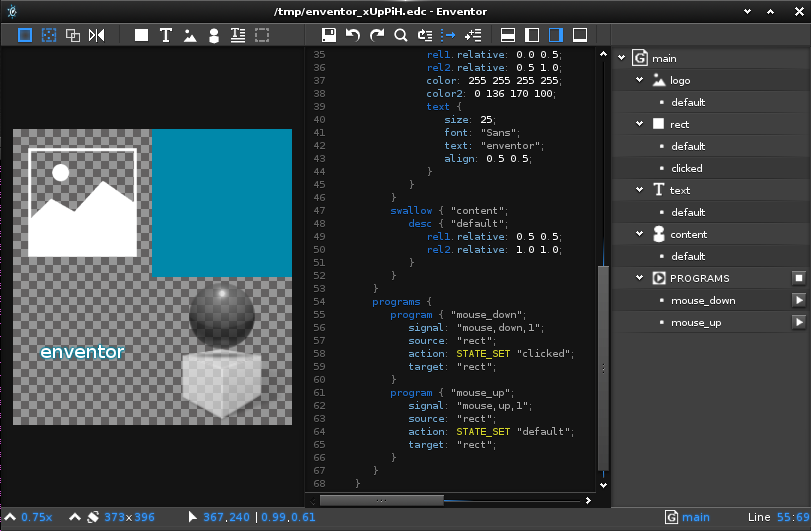 /tmp/enventor_xUpPiH.edc - Enventor
35 rel1.relative: 0.0 0.5;
36 rel2.relative: 0.5 1.0;
37 color: 255 255 255 255;
38 color2: 0 136 170 100;
39 text {
40 size: 25;
41 font: "Sans";
42 text: "enventor";
43 align: 0.5 0.5;
44 }
45 }
46 }
47 swallow { "content";
48 desc { "default";
49 rel1.relative: 0.5 0.5;
50 rel2.relative: 1.0 1.0;
51 }
52 }
53 }
54 programs {
55 program { "mouse_down";
56 signal: "mouse,down,1";
57 source: "rect";
58 action: STATE_SET "clicked";
59 target: "rect";
60 }
61 program { "mouse_up";
62 signal: "mouse,up,1";
63 source: "rect";
64 action: STATE_SET "default";
65 target: "rect";
66 }
67 }
68 }
enventor
main
logo
default
rect
default
clicked
text
default
content
default
PROGRAMS
mouse_down
mouse_up
0.75x 373x396 367,240 | 0.99,0.61 main Line 55:69